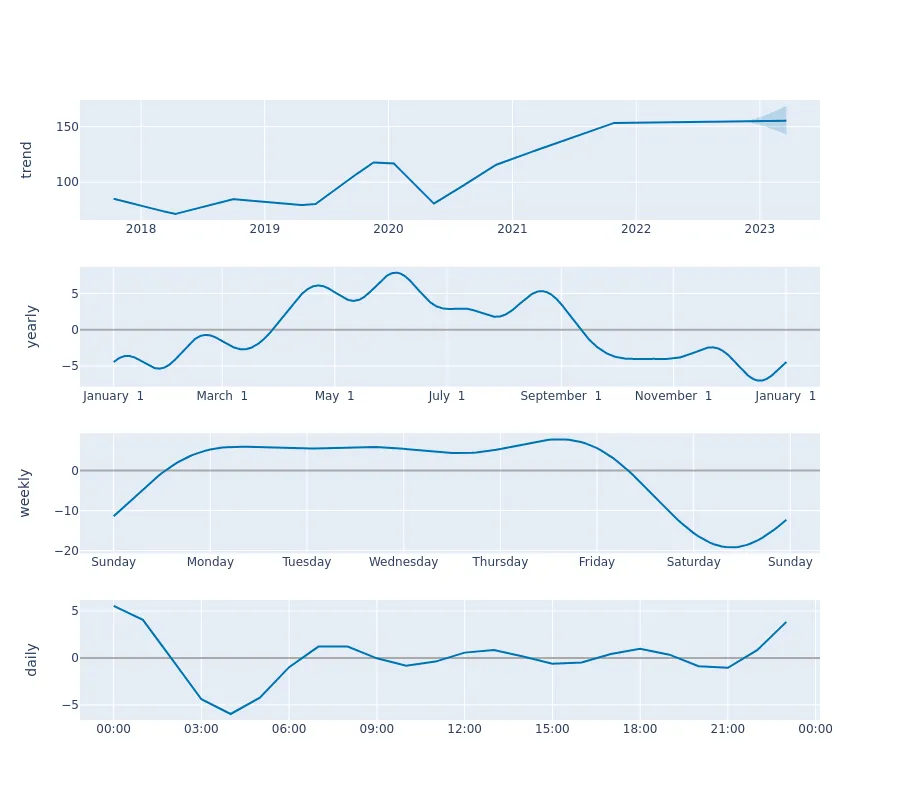 trend
150
100
2018 2019 2020 2021 2022 2023
yearly
5
0
−5
January 1 March 1 May 1 July 1 September 1 November 1 January 1
weekly
0
−10
−20
Sunday Monday Tuesday Wednesday Thursday Friday Saturday Sunday
daily
5
0
−5
00:00 03:00 06:00 09:00 12:00 15:00 18:00 21:00 00:00